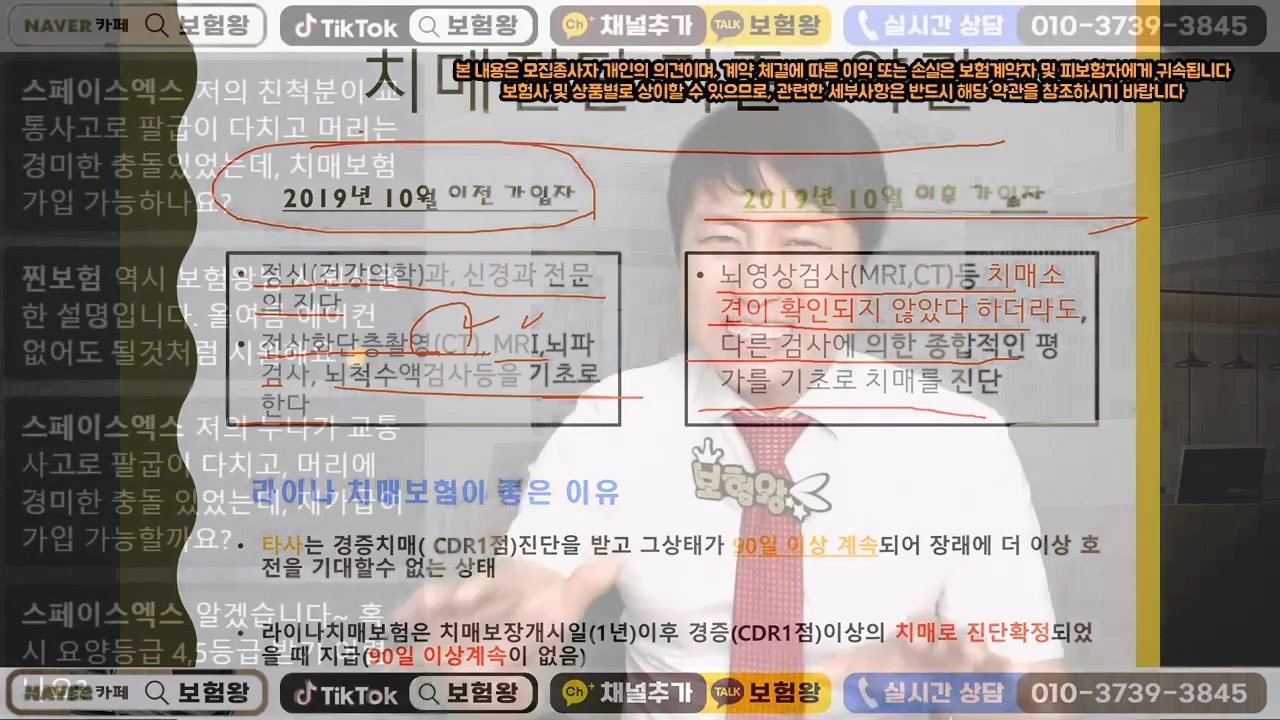 NAVER 카페 보험왕 TikTok 보험왕 Ch+ 채널추가 TALK 보험왕 실시간 상담 010-3739-3845
본 내용은 모집종사자 개인의 의견이며, 계약 체결에 따른 이익 또는 손실은 보험계약자 및 피보험자에게 귀속됩니다
보험사 및 상품별로 상이할 수 있으므로, 관련한 세부사항은 반드시 해당 약관을 참조하시기 바랍니다
스페이스엑스 저의 친척분이 교
통사고로 팔굽이 다치고 머리는
경미한 충돌있었는데, 치매보험
가입 가능하나요?
찐보험 역시 보험왕
한 설명입니다. 올여름 에어컨
없어도 될것처럼
스페이스엑스 저의 누나가 교통
사고로 팔굽이 다치고, 머리에
경미한 충돌 있었는데, 재가급여
가입 가능할까요?
스페이스엑스 알겠습니다~ 혹
시 요양등급 4,5등급
2019년 10월 이전 가입자
• 정신(건강의학)과, 신경과 전문
의 진단
• 전산화단층촬영(CT), MRI,뇌파
검사, 뇌척수액검사등을 기초로
한다
2019년 10월 이후 가입자
• 뇌영상검사(MRI,CT)등 치매소
견이 확인되지 않았다 하더라도,
다른 검사에 의한 종합적인 평
가를 기초로 치매를 진단
보험왕
라이나 치매보험이 좋은 이유
• 타사는 경증치매( CDR1점)진단을 받고 그상태가 90일 이상 계속되어 장래에 더 이상 호
전을 기대할수 없는 상태
• 라이나치매보험은 치매보장개시일(1년)이후 경증(CDR1점)이상의 치매로 진단확정되었
을 때 지급(90일 이상계속이 없음)
NAVER 카페 보험왕 TikTok 보험왕 Ch+ 채널추가 TALK 보험왕 실시간 상담 010-3739-3845